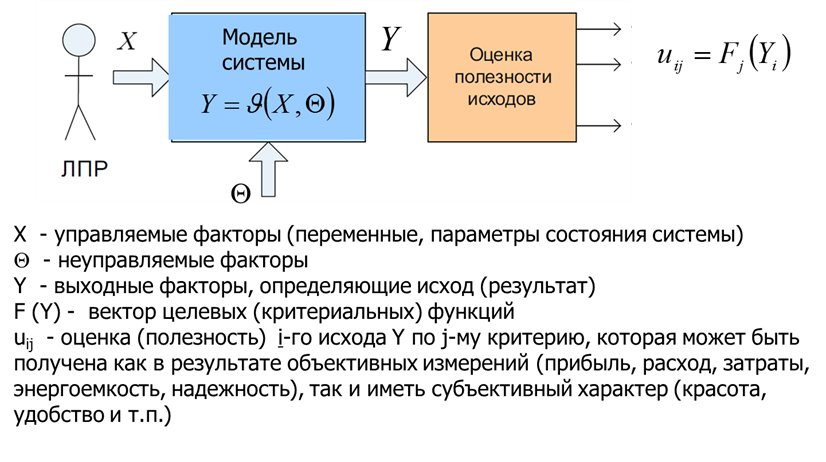 X
Модель
системы
Y = ϑ(X, Θ)
Y
Оценка
полезности
исходов
u_ij = F_j(Y_i)
ЛПР
Θ
X - управляемые факторы (переменные, параметры состояния системы)
Θ - неуправляемые факторы
Y - выходные факторы, определяющие исход (результат)
F (Y) - вектор целевых (критериальных) функций
u_ij - оценка (полезность) i-го исхода Y по j-му критерию, которая может быть
получена как в результате объективных измерений (прибыль, расход, затраты,
энергоемкость, надежность), так и иметь субъективный характер (красота,
удобство и т.п.)